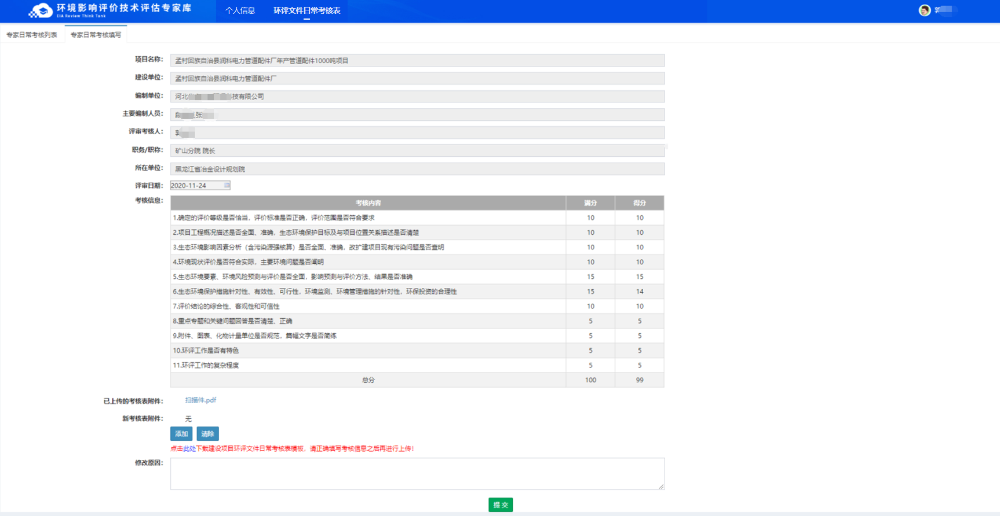 环境影响评价技术评估专家库
EIA Review Think Tank
个人信息
环评文件日常考核表
郭
专家日常考核列表
专家日常考核填写
项目名称: 孟村回族自治县润科电力管道配件厂年产管道配件1000吨项目
建设单位: 孟村回族自治县润科电力管道配件厂
编制单位: 河北 科技有限公司
主要编制人员: 段 张
评审考核人: 郭
职务/职称: 矿山分院 院长
所在单位: 黑龙江省冶金设计规划院
评审日期: 2020-11-24
考核信息:
考核内容 满分 得分
1.确定的评价等级是否恰当，评价标准是否正确，评价范围是否符合要求 10 10
2.项目工程概况描述是否全面、准确，生态环境保护目标及与项目位置关系描述是否清楚 10 10
3.生态环境影响因素分析（含污染源强核算）是否全面、准确，改扩建项目现有污染问题是否查明 10 10
4.环境现状评价是否符合实际，主要环境问题是否阐明 10 10
5.生态环境要素、环境风险预测与评价是否全面，影响预测与评价方法、结果是否准确 15 15
6.生态环境保护措施针对性、有效性、可行性，环境监测、环境管理措施的针对性，环保投资的合理性 15 14
7.评价结论的综合性、客观性和可信性 10 10
8.重点专题和关键问题回答是否清楚、正确 5 5
9.附件、图表、化物计量单位是否规范，篇幅文字是否简练 5 5
10.环评工作是否有特色 5 5
11.环评工作的复杂程度 5 5
总分 100 99
已上传的考核表附件: 扫描件.pdf
新考核表附件: 无
添加 清除
点击此处下载建设项目环评文件日常考核表模板，请正确填写考核信息之后再进行上传!
修改原因:
提 交